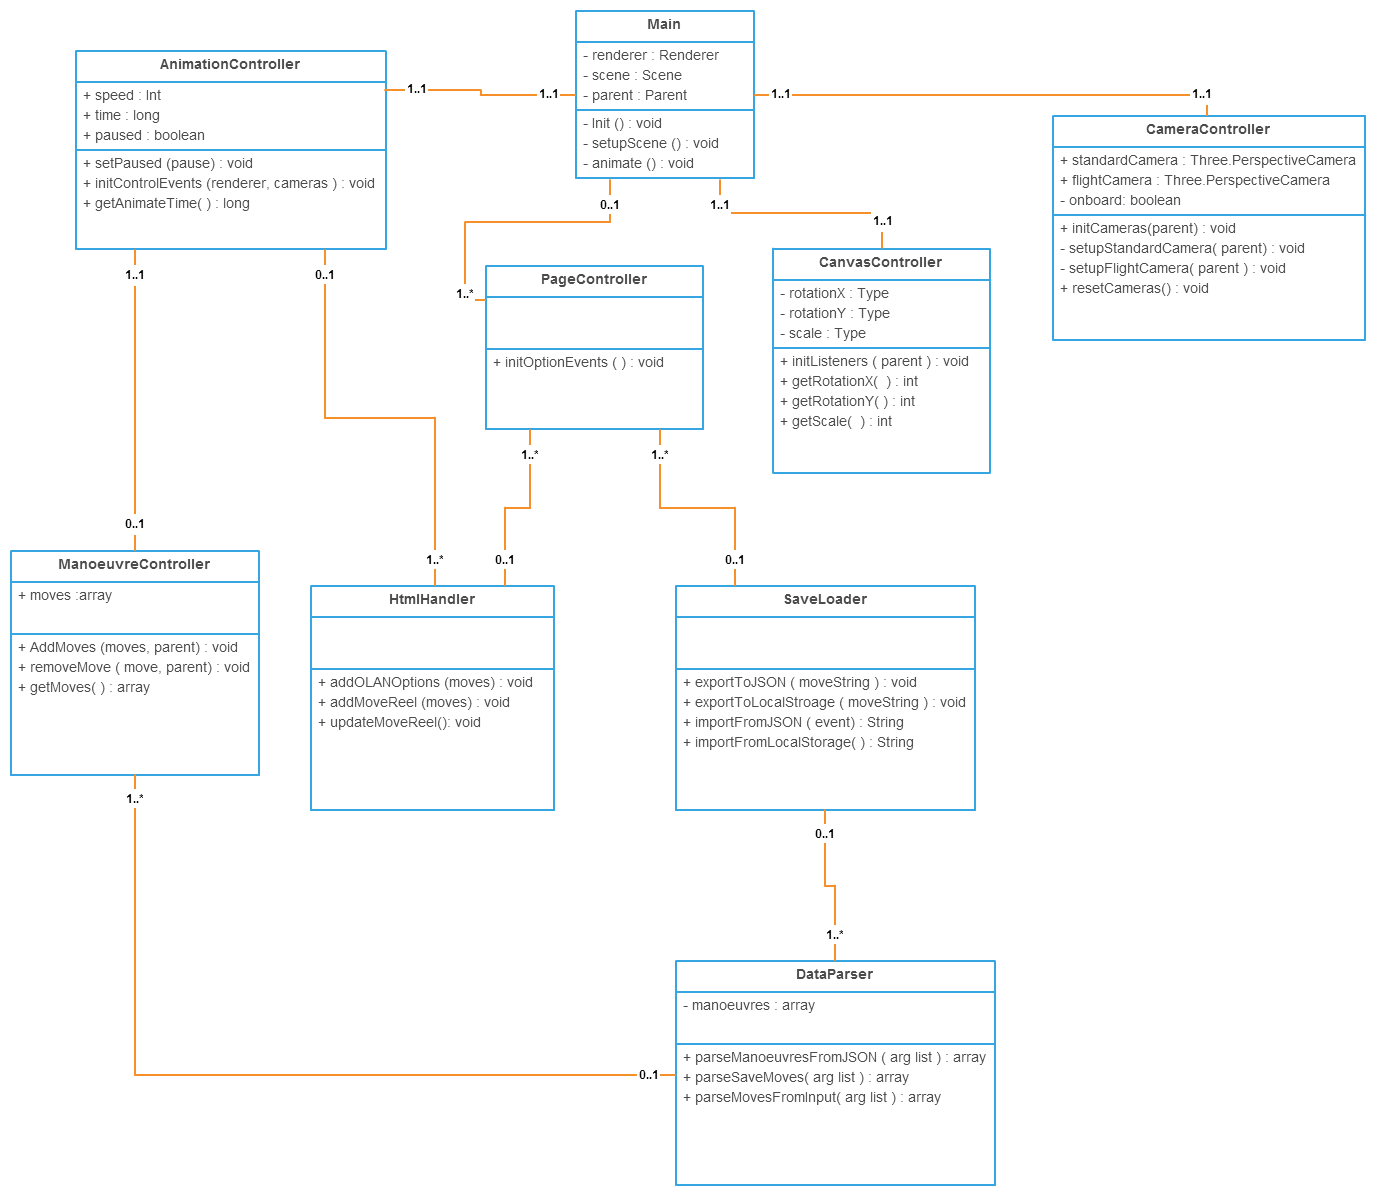 Main
- renderer : Renderer
- scene : Scene
- parent : Parent
- Init () : void
- setupScene () : void
- animate () : void
AnimationController
+ speed : Int
+ time : long
+ paused : boolean
+ setPaused (pause) : void
+ initControlEvents (renderer, cameras ) : void
+ getAnimateTime( ) : long
1..1
1..1
1..1
1..1
CameraController
+ standardCamera : Three.PerspectiveCamera
+ flightCamera : Three.PerspectiveCamera
- onboard: boolean
+ initCameras(parent) : void
- setupStandardCamera( parent) : void
- setupFlightCamera( parent ) : void
+ resetCameras() : void
0..1
1..*
1..1
1..1
PageController
+ initOptionEvents ( ) : void
CanvasController
- rotationX : Type
- rotationY : Type
- scale : Type
+ initListeners ( parent ) : void
+ getRotationX(  ) : int
+ getRotationY( ) : int
+ getScale(  ) : int
1..1
0..1
0..1
1..*
1..*
0..1
1..*
0..1
ManoeuvreController
+ moves :array
+ AddMoves (moves, parent) : void
+ removeMove ( move, parent) : void
+ getMoves( ) : array
HtmlHandler
+ addOLANOptions (moves) : void
+ addMoveReel (moves) : void
+ updateMoveReel(): void
SaveLoader
+ exportToJSON ( moveString ) : void
+ exportToLocalStroage ( moveString ) : void
+ importFromJSON ( event) : String
+ importFromLocalStorage( ) : String
1..*
0..1
0..1
1..*
DataParser
- manoeuvres : array
+ parseManoeuvresFromJSON ( arg list ) : array
+ parseSaveMoves( arg list ) : array
+ parseMovesFromInput( arg list ) : array